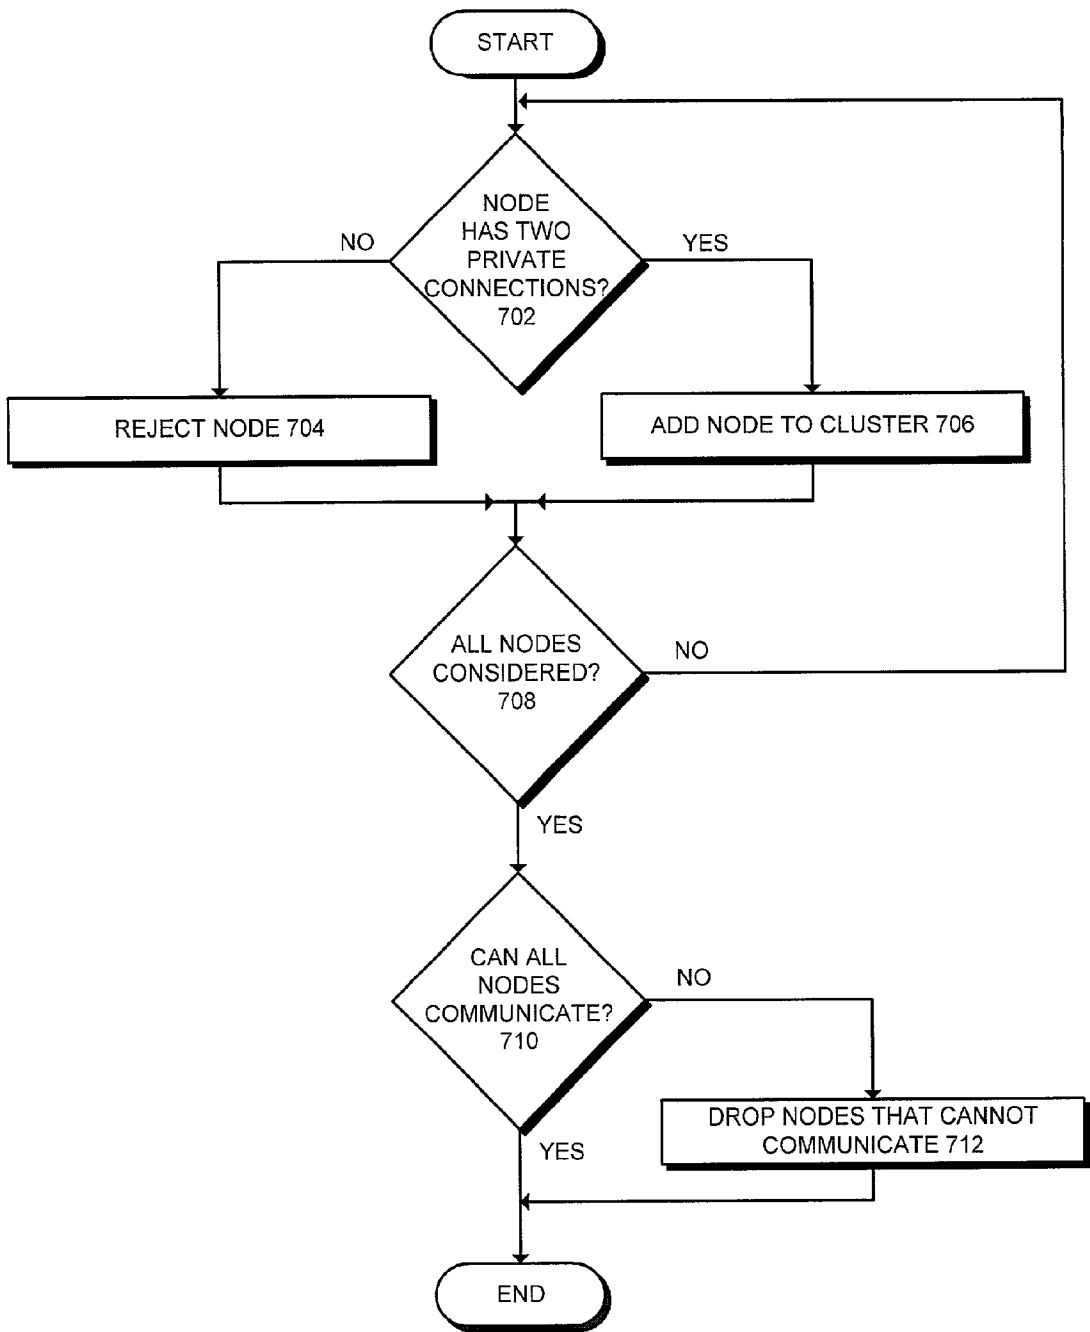 START
NODE
HAS TWO
PRIVATE
CONNECTIONS?
702
NO
YES
REJECT NODE 704
ADD NODE TO CLUSTER 706
ALL NODES
CONSIDERED?
708
NO
YES
CAN ALL
NODES
COMMUNICATE?
710
NO
YES
DROP NODES THAT CANNOT
COMMUNICATE 712
END